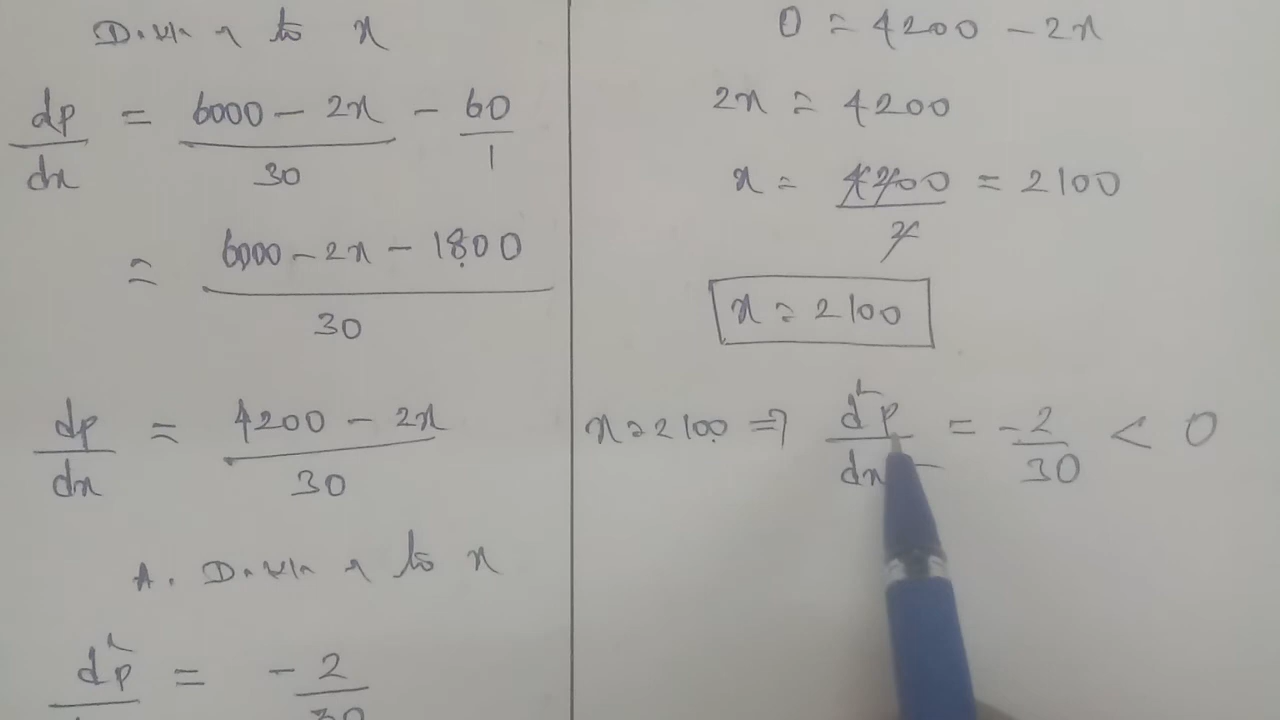 D. w. r to x
dp/dx = (6000 - 2x)/30 - 60/1
= (6000 - 2x - 1800)/30
dp/dx = (4200 - 2x)/30
A. D. w. r to x
d²p = -2/30
0 = 4200 - 2x
2x = 4200
x = 4200/2 = 2100
x = 2100
x = 2100 ⇒ d²p/dx² = -2/30 < 0